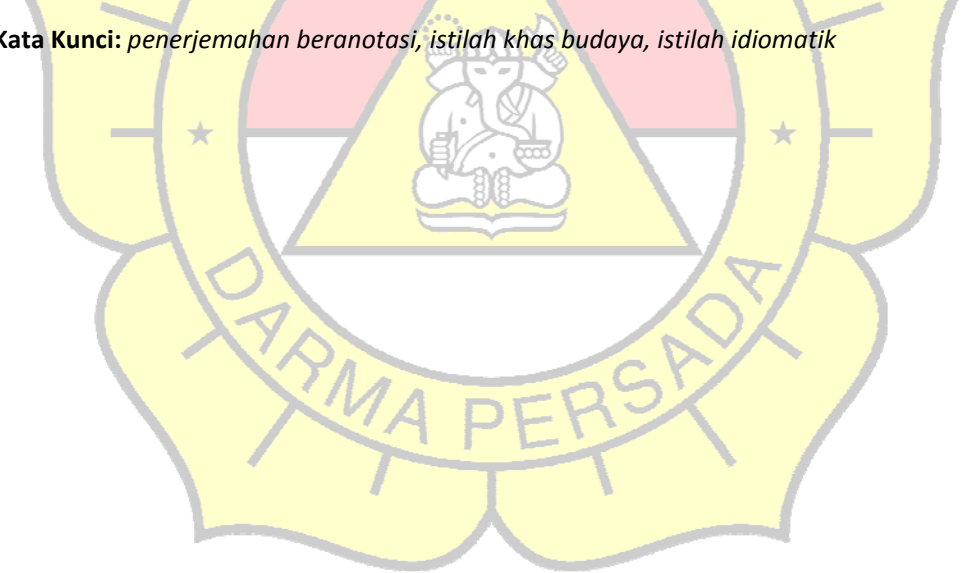 Kata Kunci: penerjemahan beranotasi, istilah khas budaya, istilah idiomatik
DARMA PERSADA